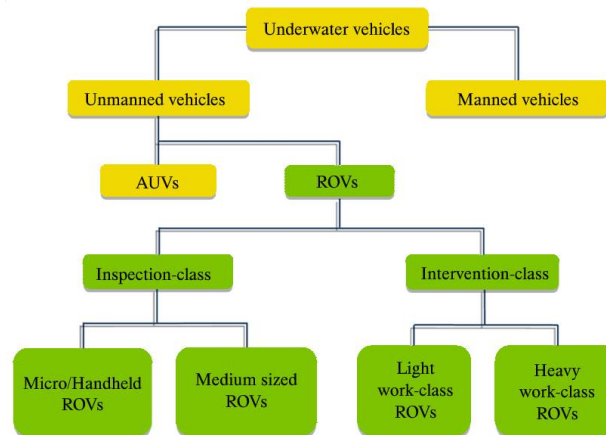 Underwater vehicles
Unmanned vehicles
Manned vehicles
AUVs
ROVs
Inspection-class
Intervention-class
Micro/Handheld
ROVs
Medium sized
ROVs
Light
work-class
ROVs
Heavy
work-class
ROVs